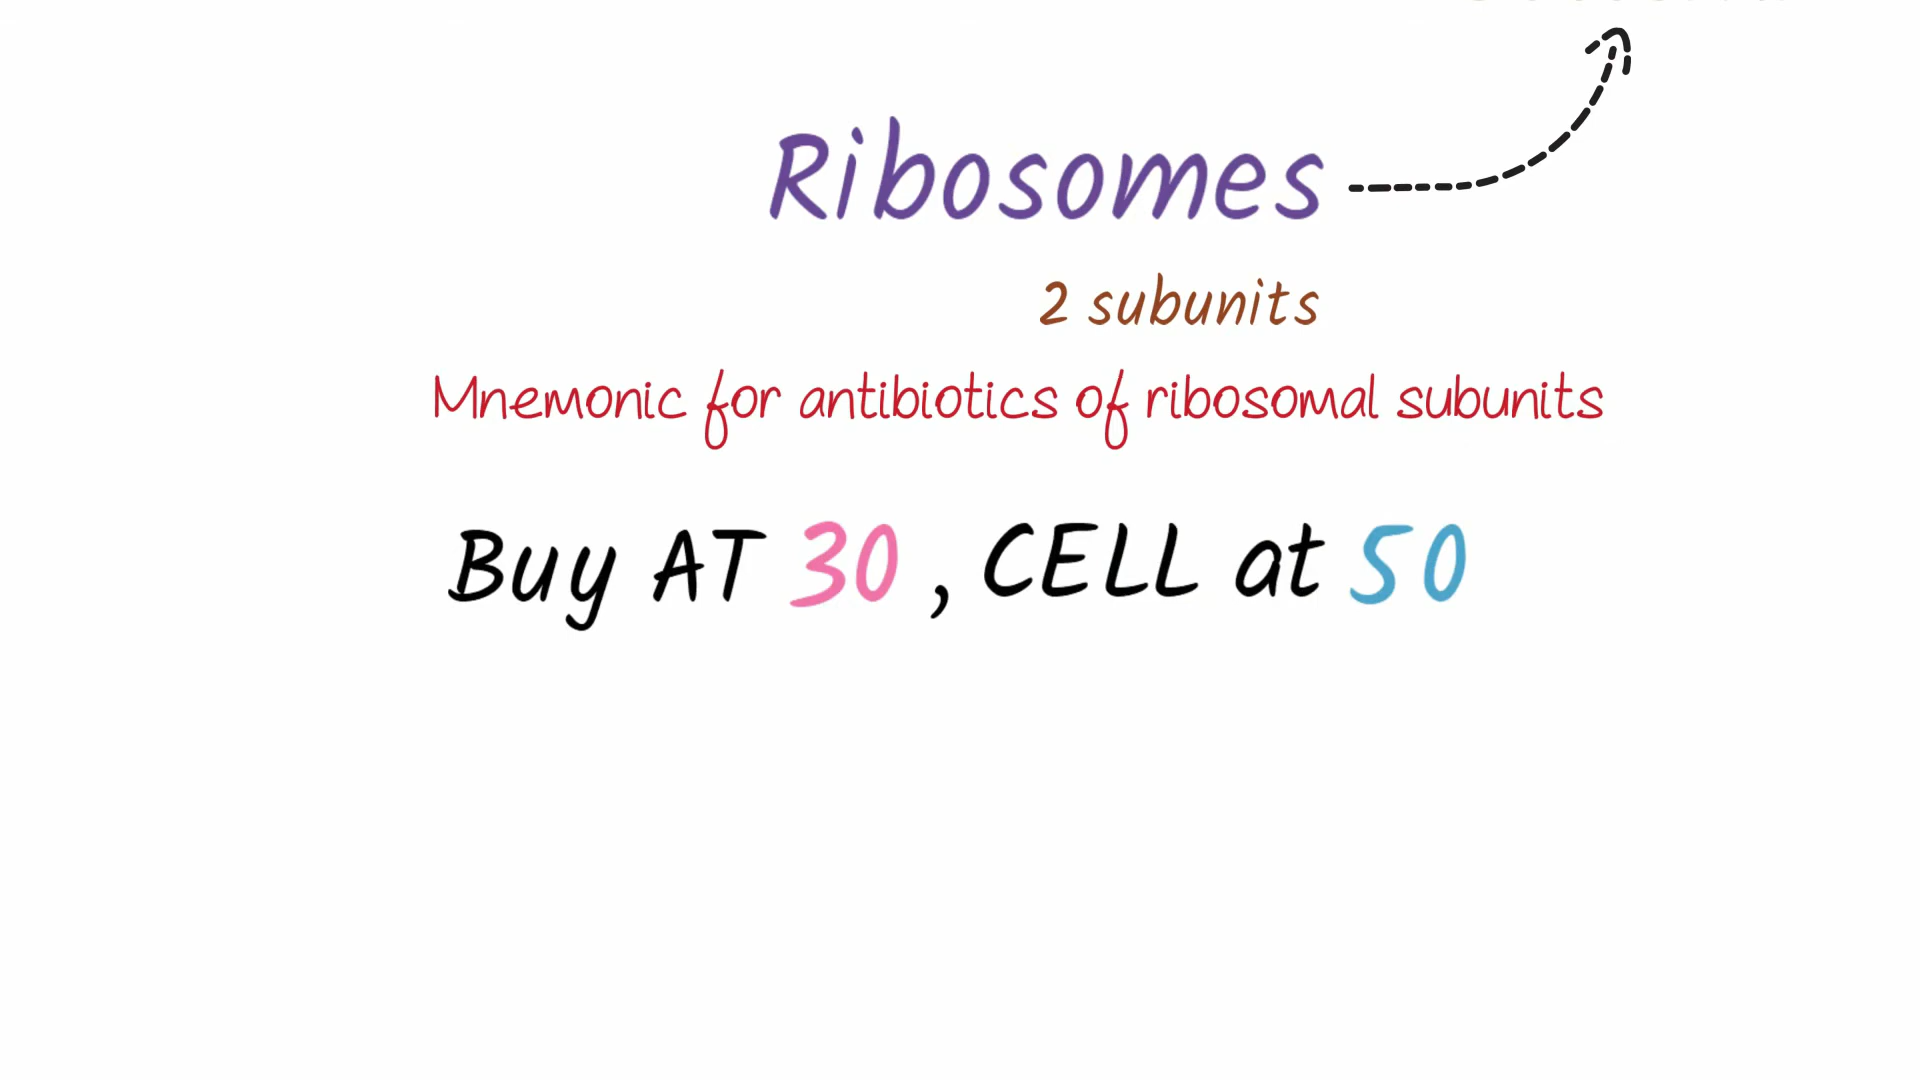 Ribosomes
2 subunits
Mnemonic for antibiotics of ribosomal subunits
Buy AT 30 , CELL at 50